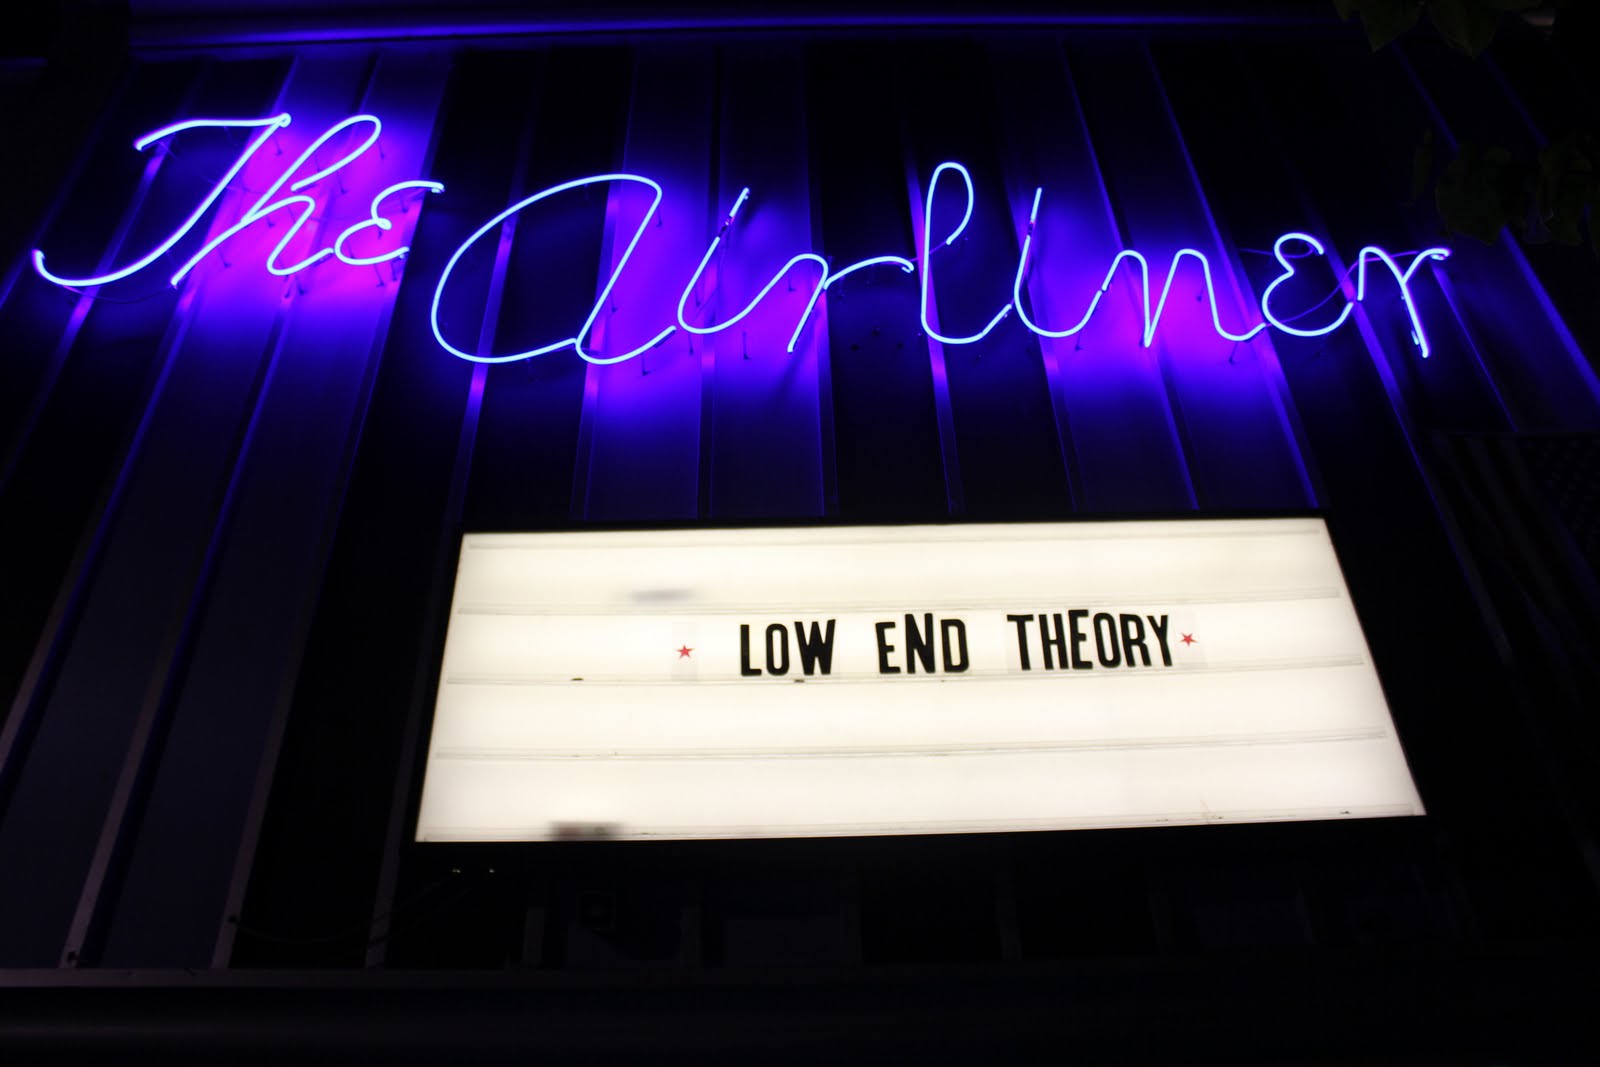 The Airliner
★ LOW END THEORY ★